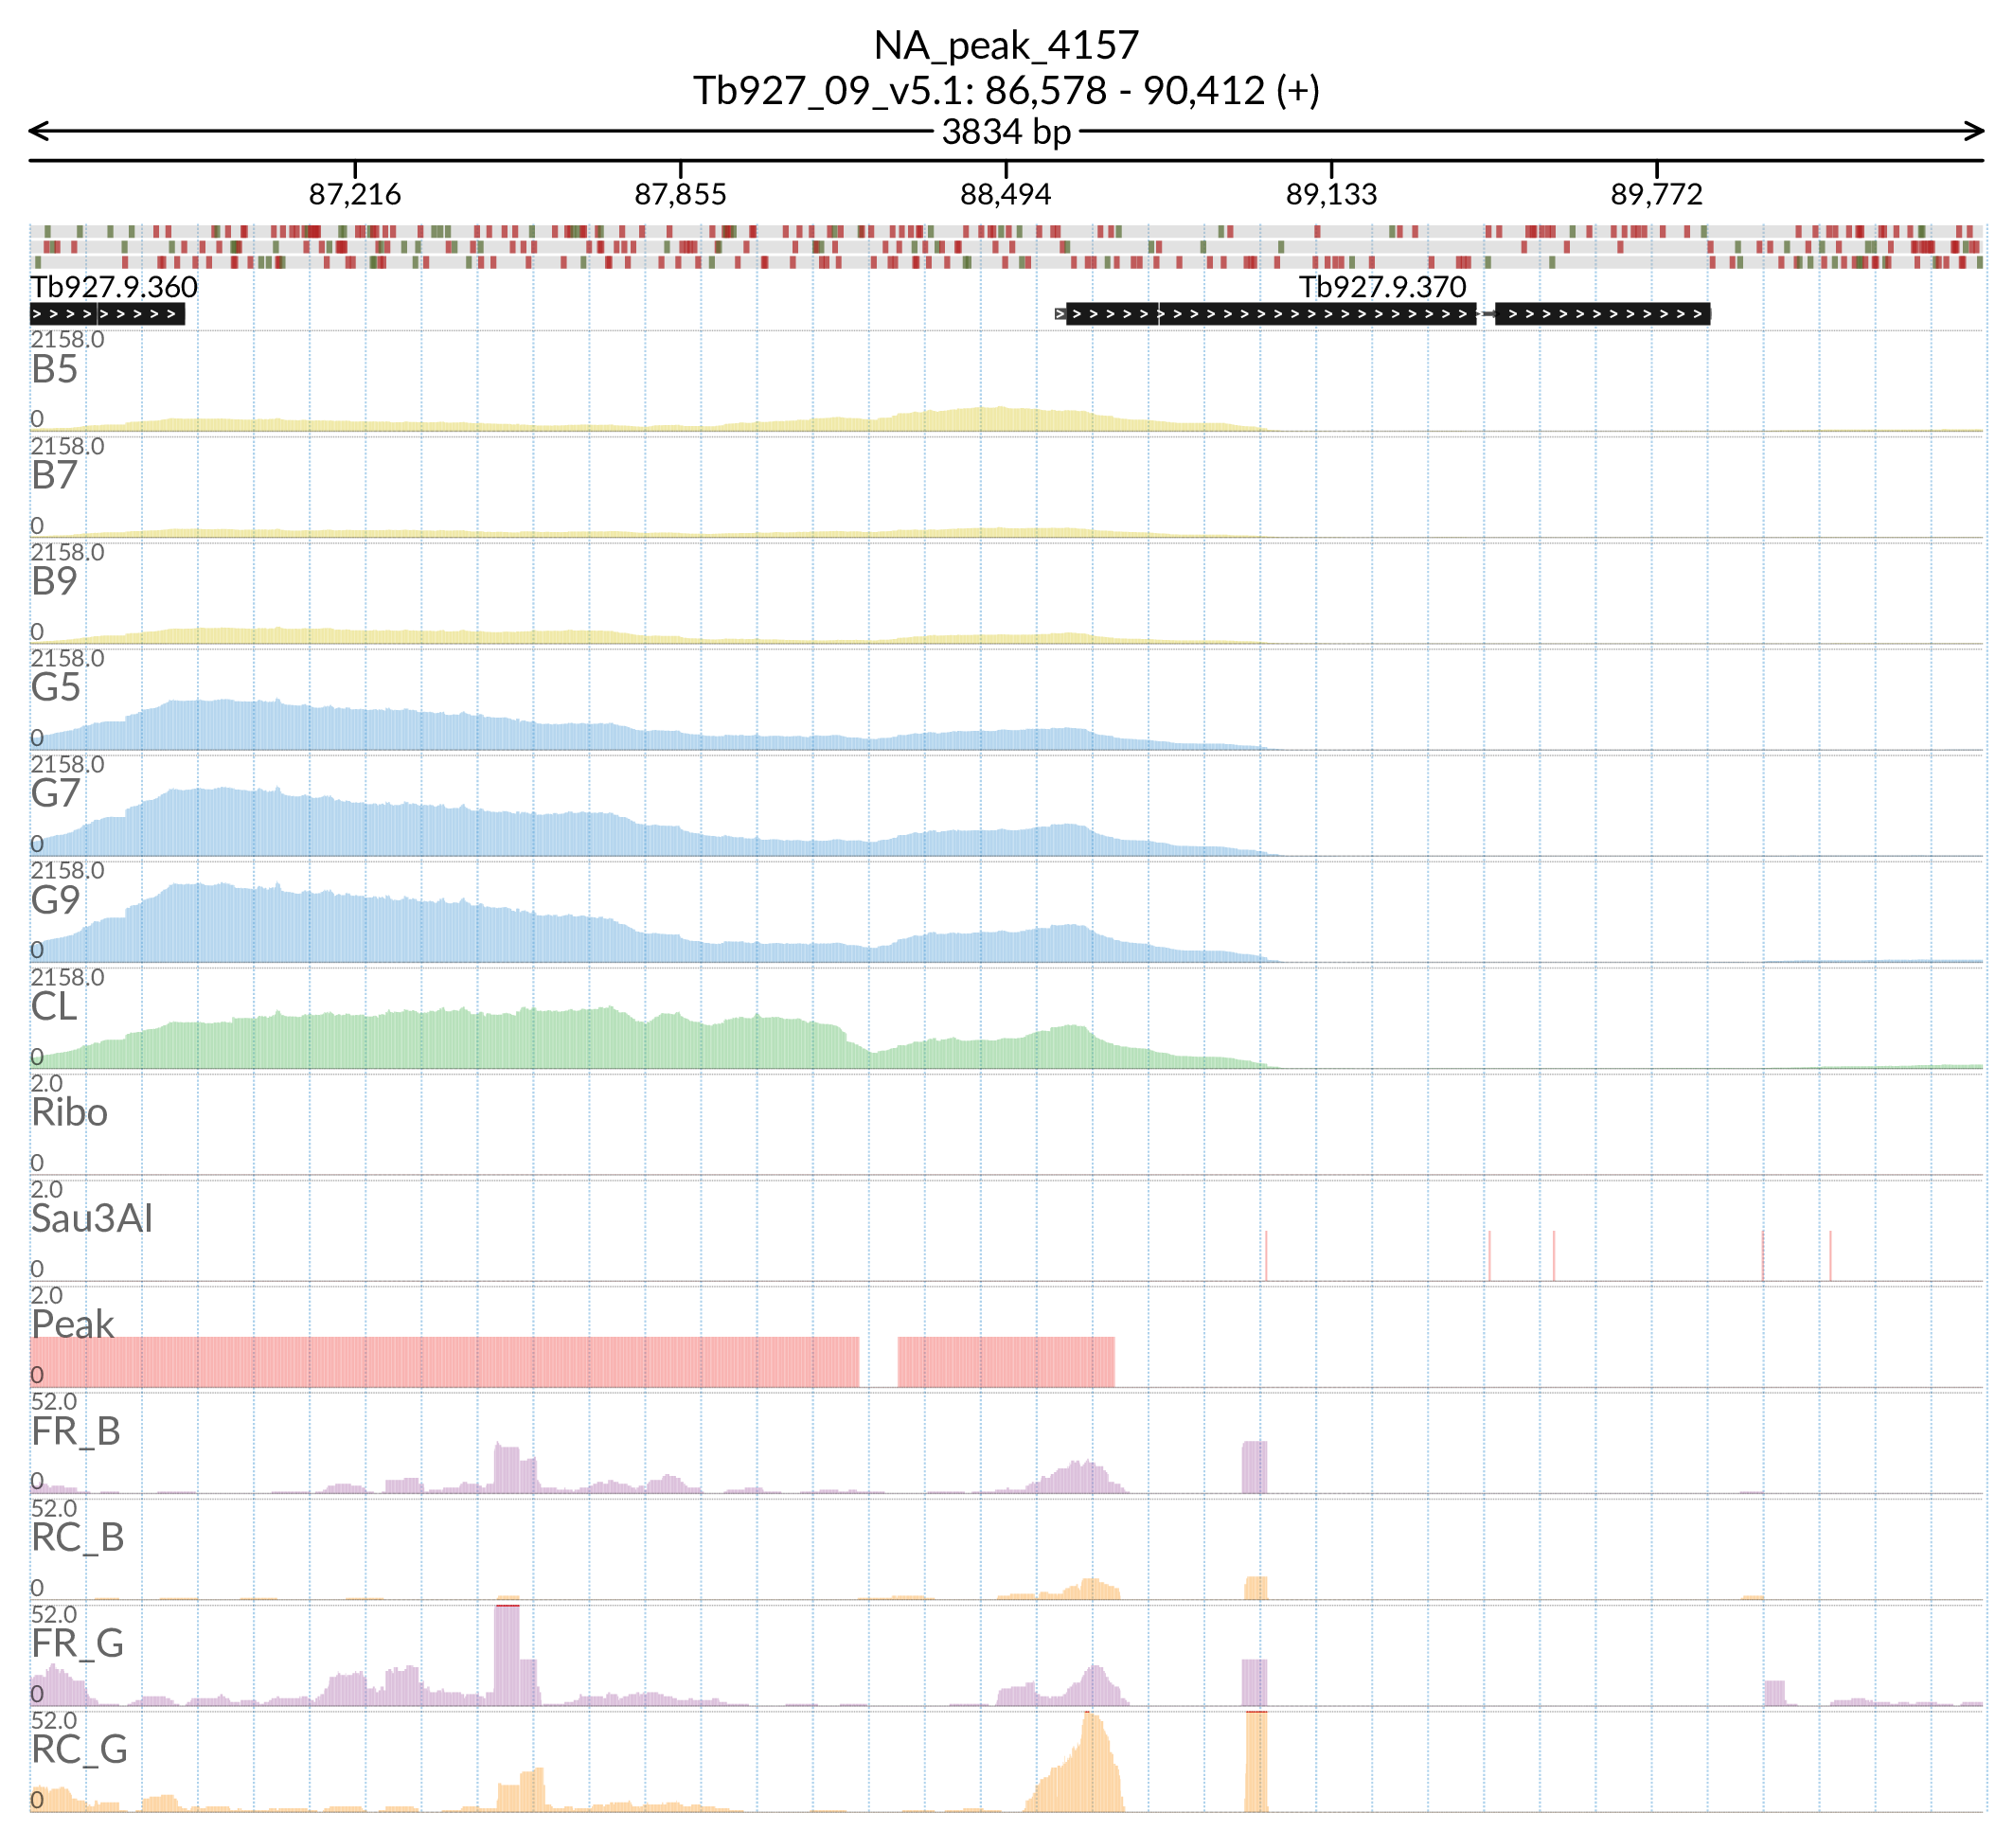 NA_peak_4157
Tb927_09_v5.1: 86,578 - 90,412 (+)
3834 bp
87,216 87,855 88,494 89,133 89,772
Tb927.9.360 Tb927.9.370
2158.0
B5
0
2158.0
B7
0
2158.0
B9
0
2158.0
G5
0
2158.0
G7
0
2158.0
G9
0
2158.0
CL
0
2.0
Ribo
0
2.0
Sau3AI
0
2.0
Peak
0
52.0
FR_B
0
52.0
RC_B
0
52.0
FR_G
0
52.0
RC_G
0